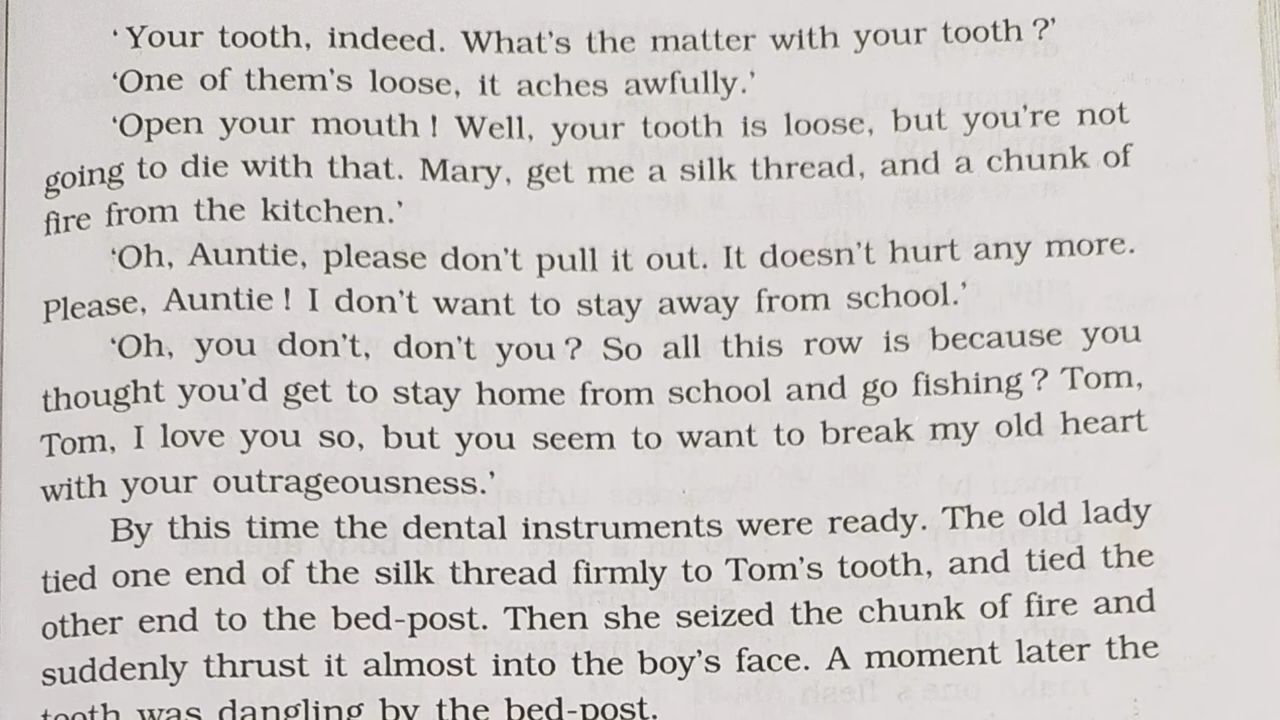 ‘Your tooth, indeed. What's the matter with your tooth ?’
‘One of them's loose, it aches awfully.’
‘Open your mouth ! Well, your tooth is loose, but you're not
going to die with that. Mary, get me a silk thread, and a chunk of
fire from the kitchen.’
‘Oh, Auntie, please don't pull it out. It doesn't hurt any more.
Please, Auntie ! I don't want to stay away from school.’
‘Oh, you don't, don't you ? So all this row is because you
thought you'd get to stay home from school and go fishing ? Tom,
Tom, I love you so, but you seem to want to break my old heart
with your outrageousness.’
By this time the dental instruments were ready. The old lady
tied one end of the silk thread firmly to Tom's tooth, and tied the
other end to the bed-post. Then she seized the chunk of fire and
suddenly thrust it almost into the boy's face. A moment later the
tooth was dangling by the bed-post.